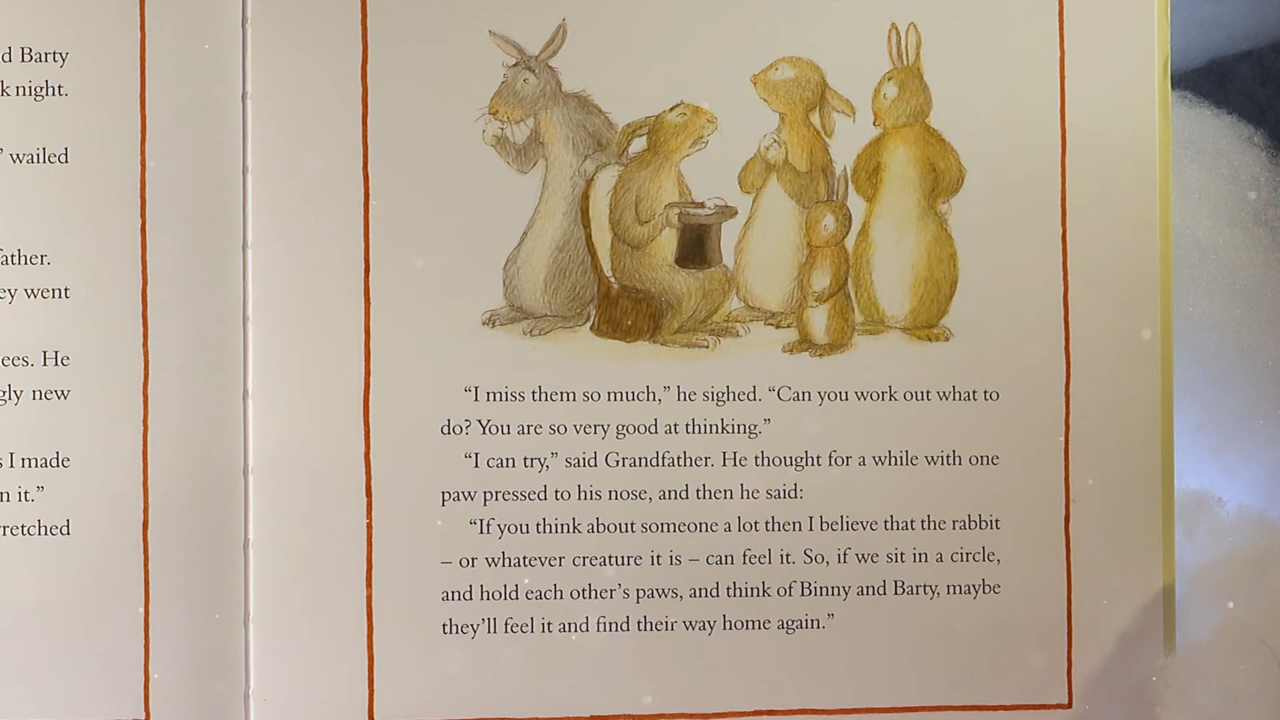 d Barty
k night.
” wailed
ather.
ey went
ees. He
gly new
s I made
n it.”
retched
“I miss them so much,” he sighed. “Can you work out what to
do? You are so very good at thinking.”
“I can try,” said Grandfather. He thought for a while with one
paw pressed to his nose, and then he said:
“If you think about someone a lot then I believe that the rabbit
– or whatever creature it is – can feel it. So, if we sit in a circle,
and hold each other’s paws, and think of Binny and Barty, maybe
they’ll feel it and find their way home again.”